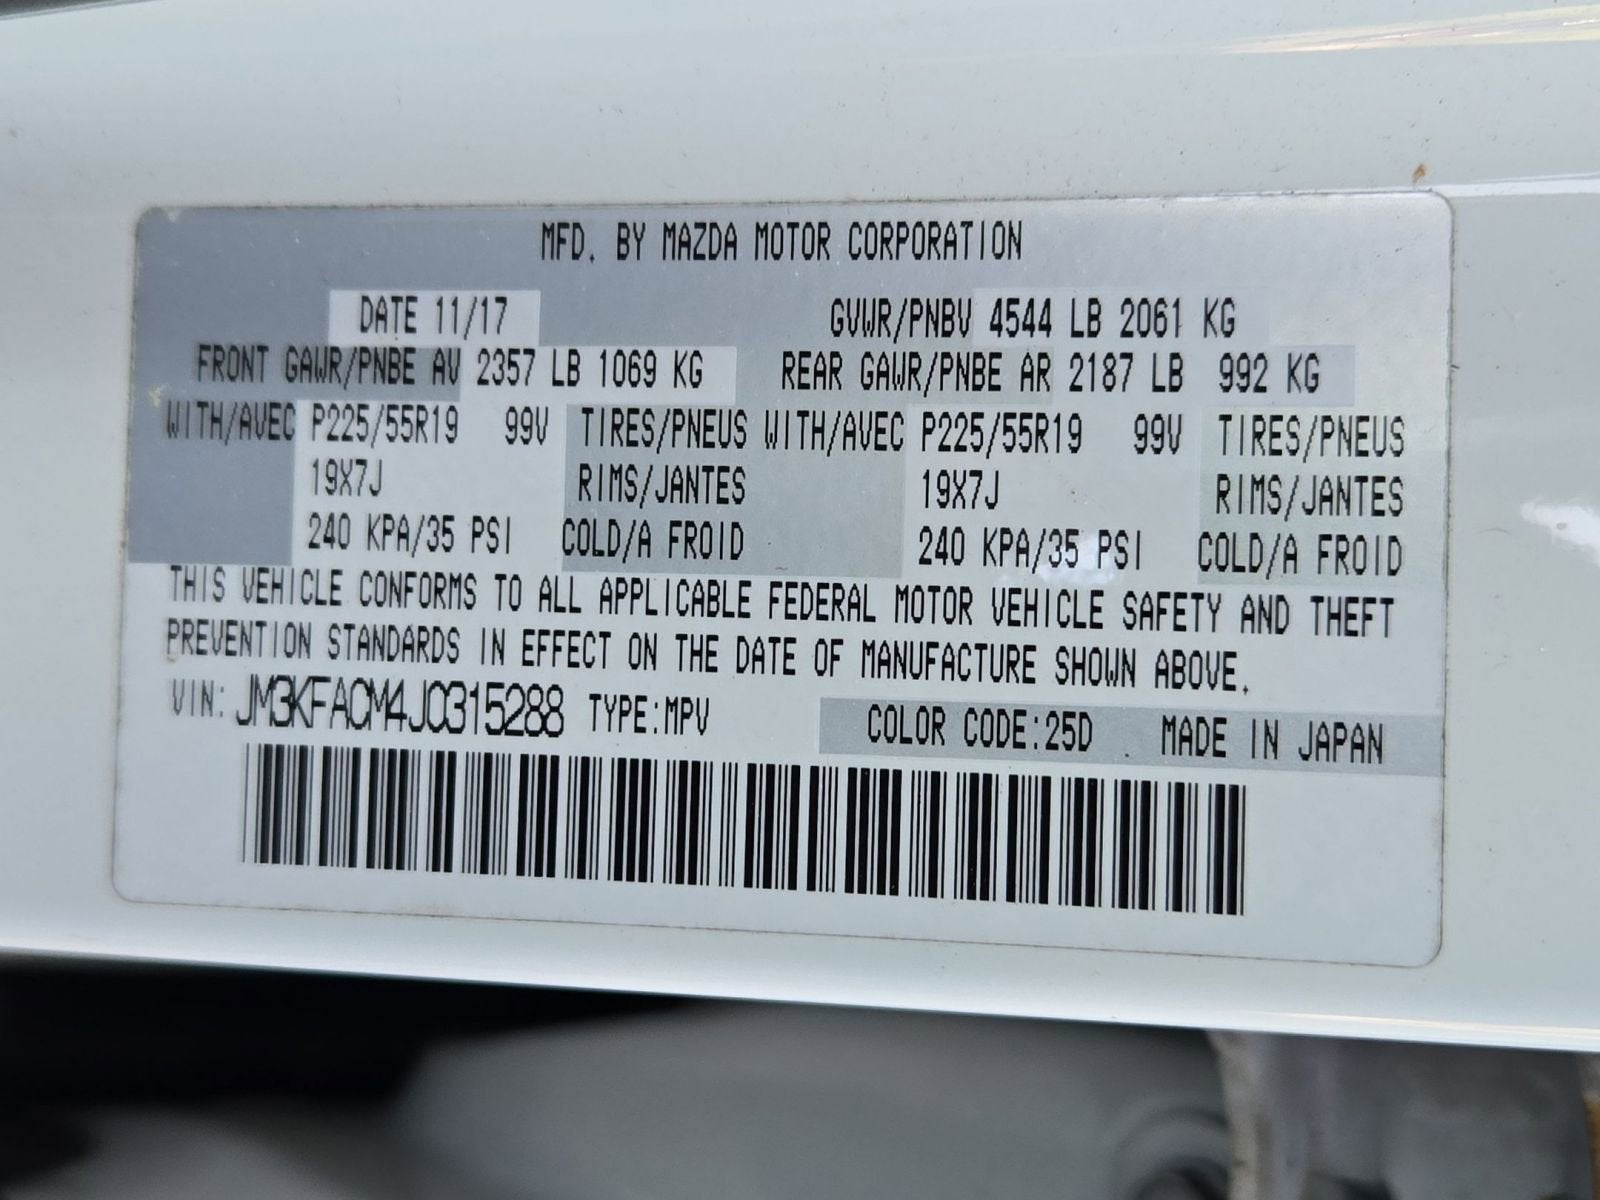 MFD. BY MAZDA MOTOR CORPORATION
DATE 11/17 GVWR/PNBV 4544 LB 2061 KG
FRONT GAWR/PNBE AV 2357 LB 1069 KG REAR GAWR/PNBE AR 2187 LB 992 KG
WITH/AVEC P225/55R19 99V TIRES/PNEUS WITH/AVEC P225/55R19 99V TIRES/PNEUS
19X7J RIMS/JANTES 19X7J RIMS/JANTES
240 KPA/35 PSI COLD/A FROID 240 KPA/35 PSI COLD/A FROID
THIS VEHICLE CONFORMS TO ALL APPLICABLE FEDERAL MOTOR VEHICLE SAFETY AND THEFT
PREVENTION STANDARDS IN EFFECT ON THE DATE OF MANUFACTURE SHOWN ABOVE.
VIN: JM3KFACM4J0315288 TYPE:MPV COLOR CODE:25D MADE IN JAPAN